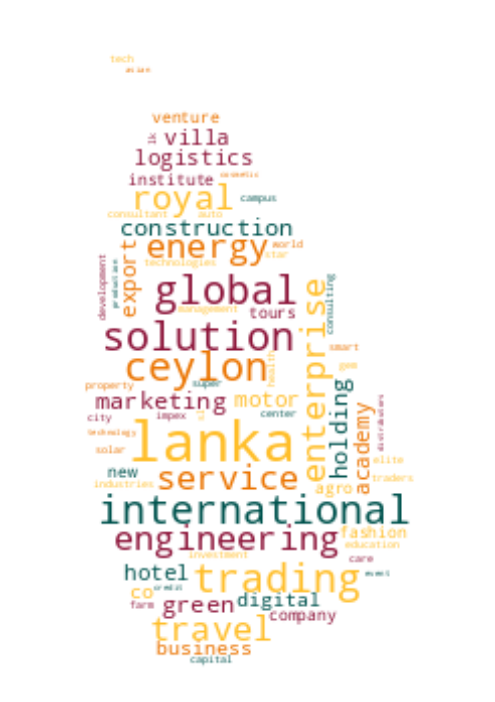 tech
asian
venture
lk villa
logistics
institute cosmetic
royal campus
consultant auto
construction
energy world
star
technologies
export
development
production
global
management tours
enterprise
consulting
solution
smart
ceylon
health
gem
super
property
marketing motor
holding
academy
distributors
city impex center
technology
lanka
solar
elite
new service
traders
industries agro
international
engineering fashion
education
investment
care
hotel trading event
credit
co
farm green digital
company
travel
business
capital